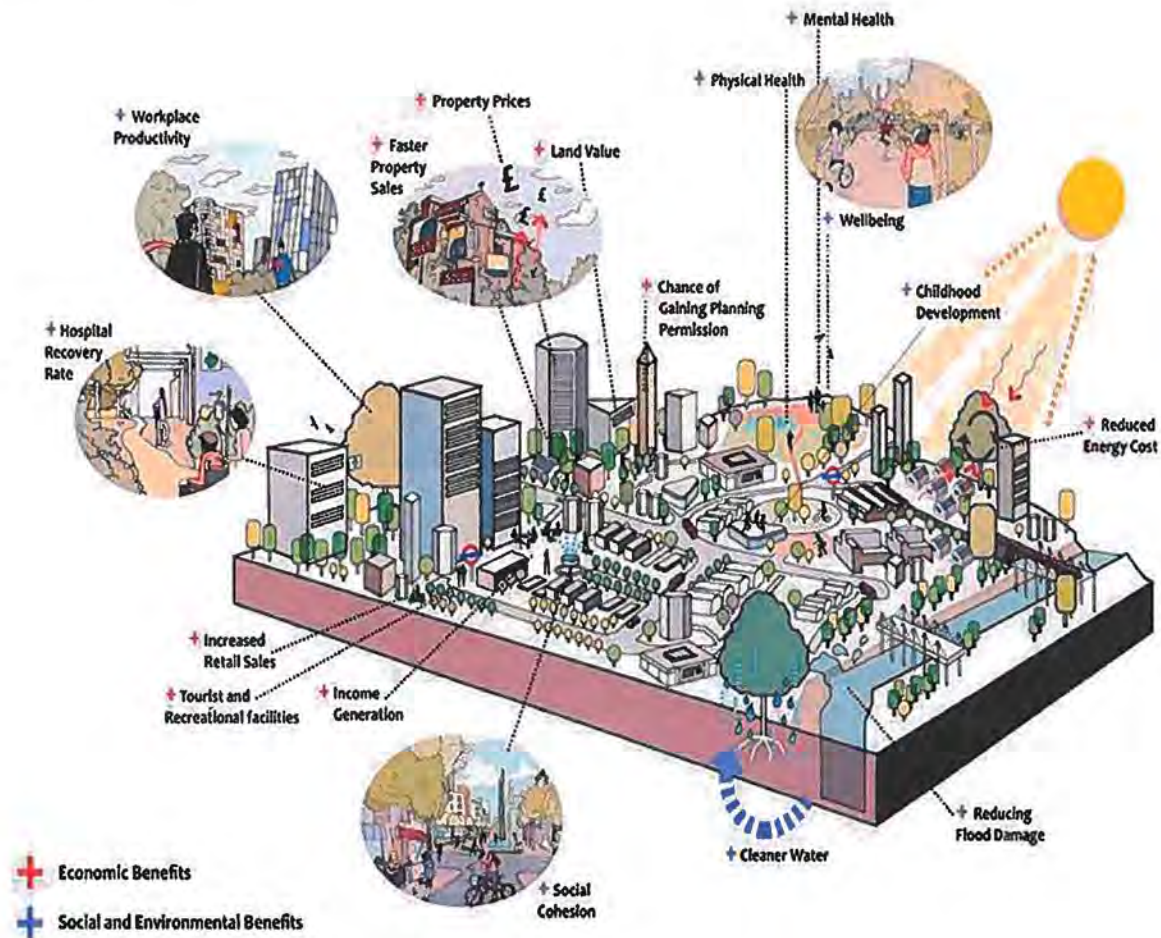 + Mental Health
+ Physical Health
+ Property Prices
+ Workplace
Productivity
+ Faster
Property
Sales
+ Land Value
£
£
£
+ Wellbeing
+ Chance of
Gaining Planning
Permission
+ Childhood
Development
+ Hospital
Recovery
Rate
+ Reduced
Energy Cost
+ Increased
Retail Sales
+ Tourist and
Recreational facilities
+ Income
Generation
+ Reducing
Flood Damage
+ Cleaner Water
+ Social
Cohesion
+ Economic Benefits
+ Social and Environmental Benefits